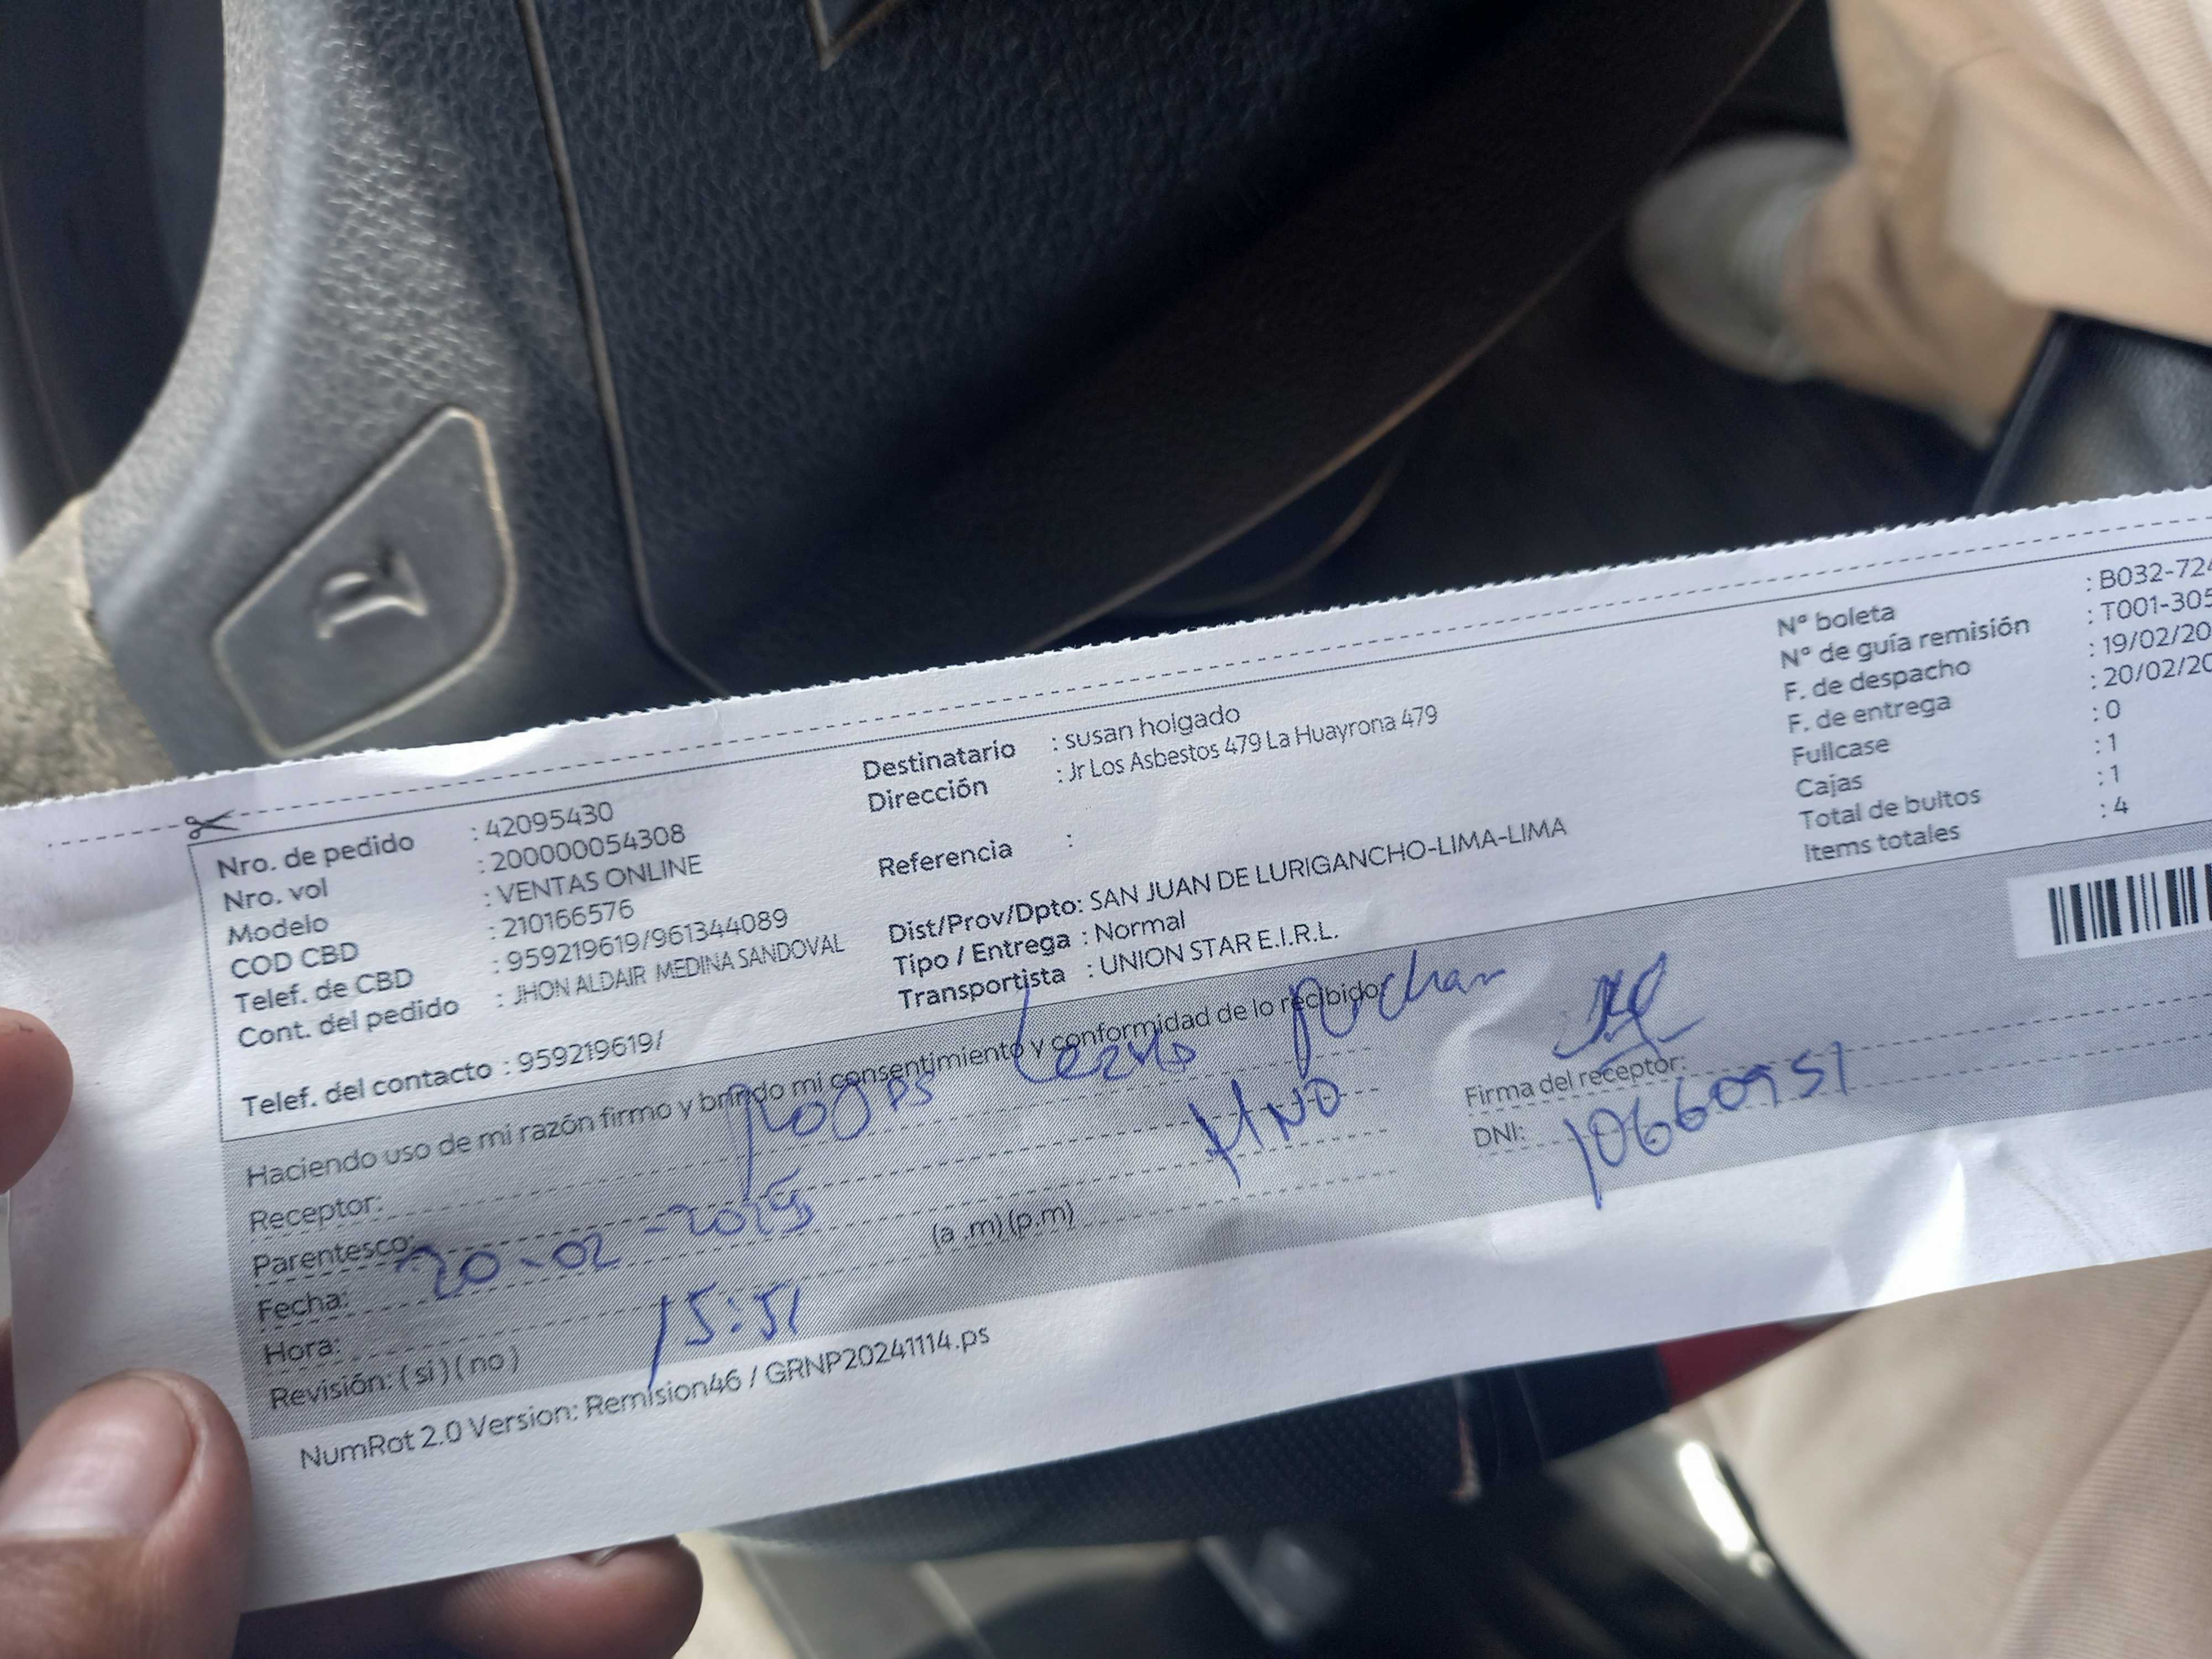 Nro. de pedido : 42095430
Nro. vol : 200000054308
Modelo : VENTAS ONLINE
COD CBD : 210166576
Telef. de CBD : 959219619/961344089
Cont. del pedido : JHON ALDAIR MEDINA SANDOVAL
Telef. del contacto : 959219619/
Destinatario : susan holgado
Dirección : Jr Los Asbestos 479 La Huayrona 479
Referencia :
Dist/Prov/Dpto: SAN JUAN DE LURIGANCHO-LIMA-LIMA
Tipo / Entrega : Normal
Transportista : UNION STAR E.I.R.L.
N° boleta : B032-724
N° de guía remisión : T001-305
F. de despacho : 19/02/20
F. de entrega : 20/02/20
Fullcase : 0
Cajas : 1
Total de bultos : 1
Items totales : 4
Haciendo uso de mi razón firmo y brindo mi consentimiento y conformidad de lo recibido
Receptor:
Parentesco: HNO
Fecha: 20-02-2025
Hora: 15:51 (a .m) (p.m)
Revisión: ( si ) ( no )
Firma del receptor:
DNI: 10660951
NumRot 2.0 Version: Remision46 / GRNP20241114.ps